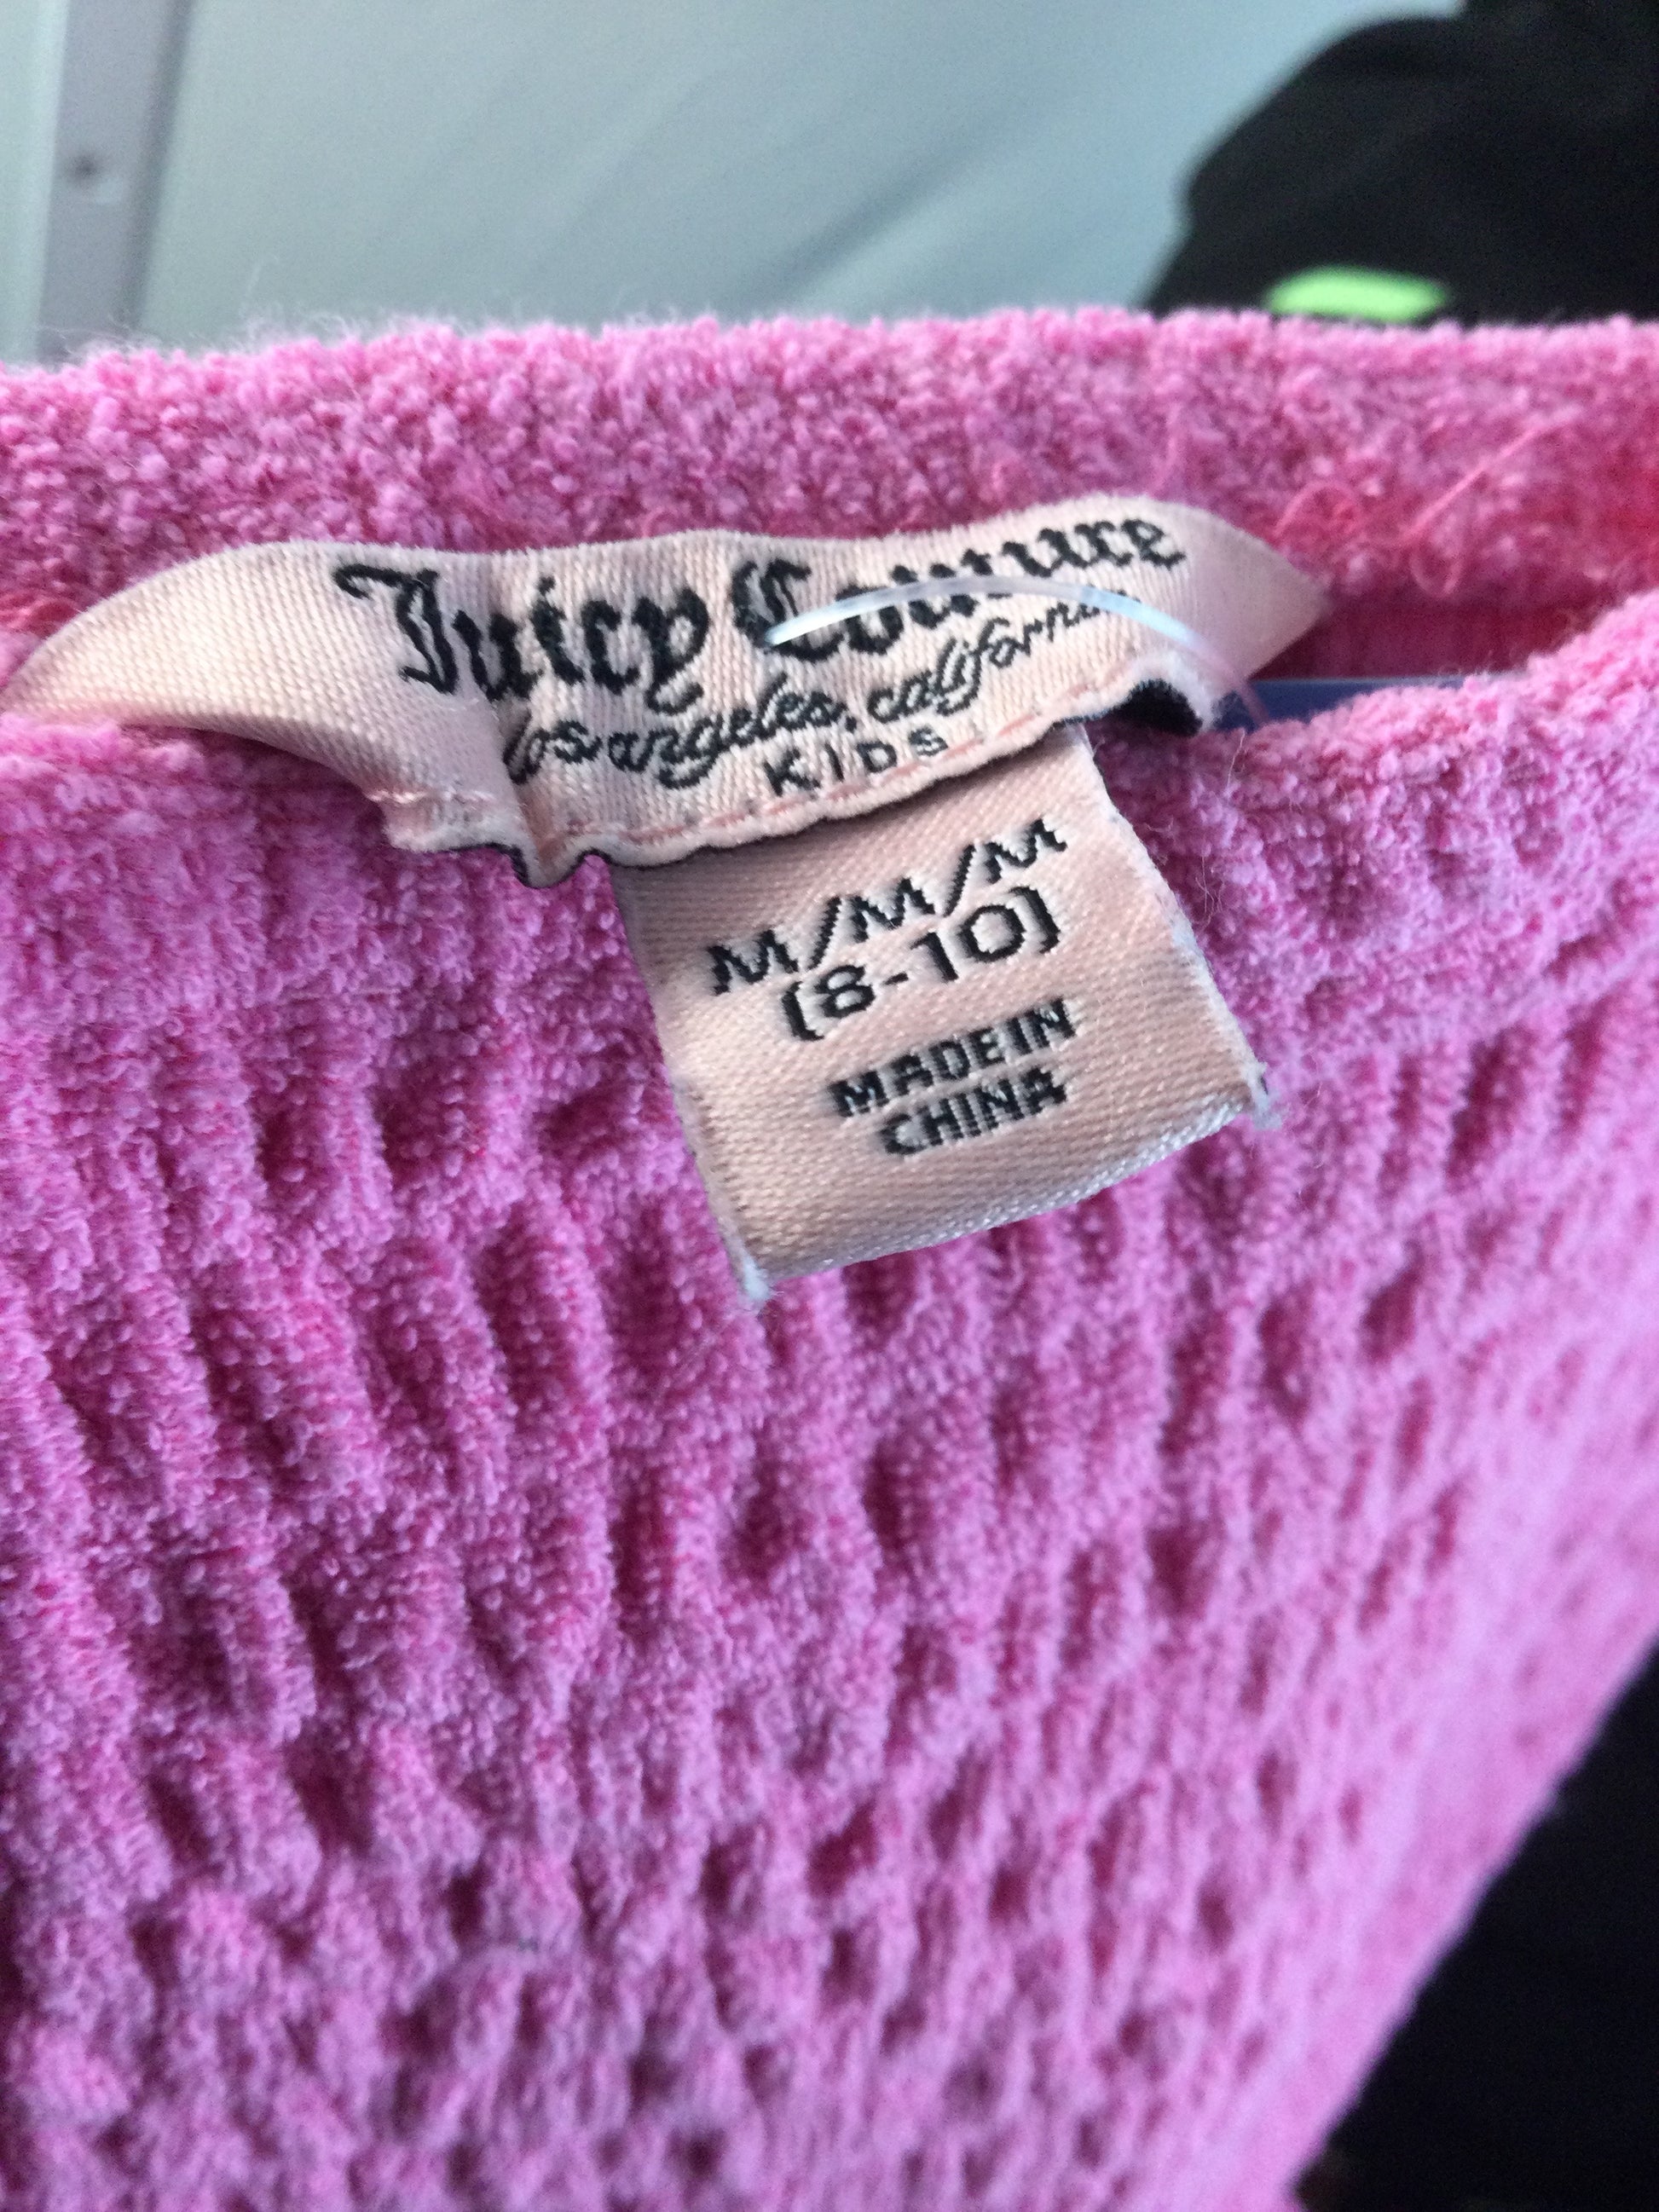 Juicy Couture
los angeles, california
KIDS
M/M/M
(8-10)
MADE IN
CHINA